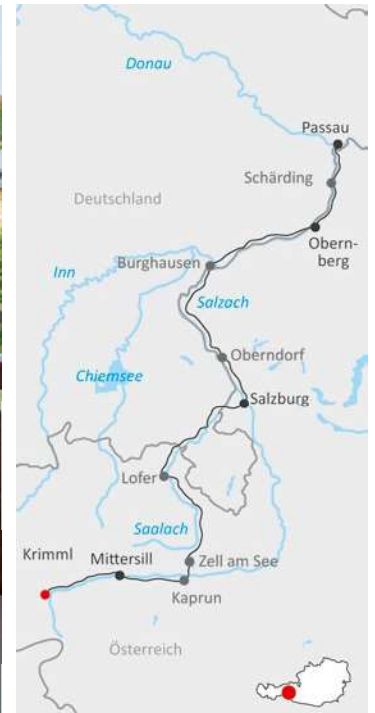 Donau
Passau
Schärding
Deutschland
Obern-
berg
Burghausen
Inn
Salzach
Oberndorf
Chiemsee
Salzburg
Lofer
Saalach
Krimml
Mittersill
Zell am See
Kaprun
Österreich